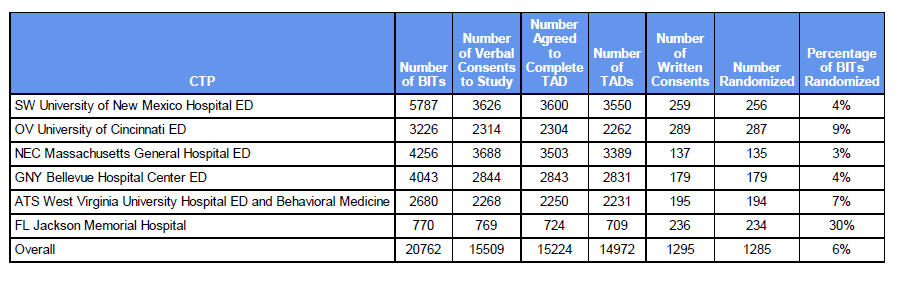 CTP Number of BITs Number of Verbal Consents to Study Number Agreed to Complete TAD Number of TADs Number of Written Consents Number Randomized Percentage of BITs Randomized
SW University of New Mexico Hospital ED 5787 3626 3600 3550 259 256 4%
OV University of Cincinnati ED 3226 2314 2304 2262 289 287 9%
NEC Massachusetts General Hospital ED 4256 3688 3503 3389 137 135 3%
GNY Bellevue Hospital Center ED 4043 2844 2843 2831 179 179 4%
ATS West Virginia University Hospital ED and Behavioral Medicine 2680 2268 2250 2231 195 194 7%
FL Jackson Memorial Hospital 770 769 724 709 236 234 30%
Overall 20762 15509 15224 14972 1295 1285 6%